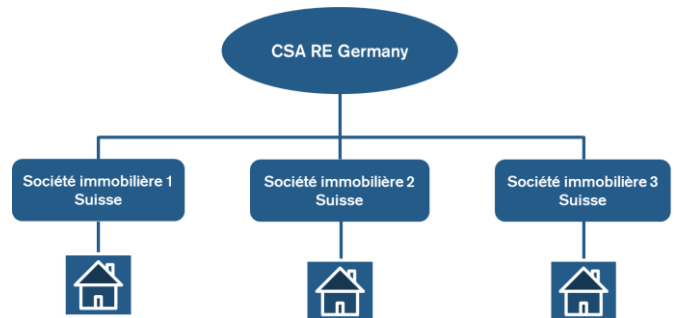 CSA RE Germany
Société immobilière 1
Suisse
Société immobilière 2
Suisse
Société immobilière 3
Suisse